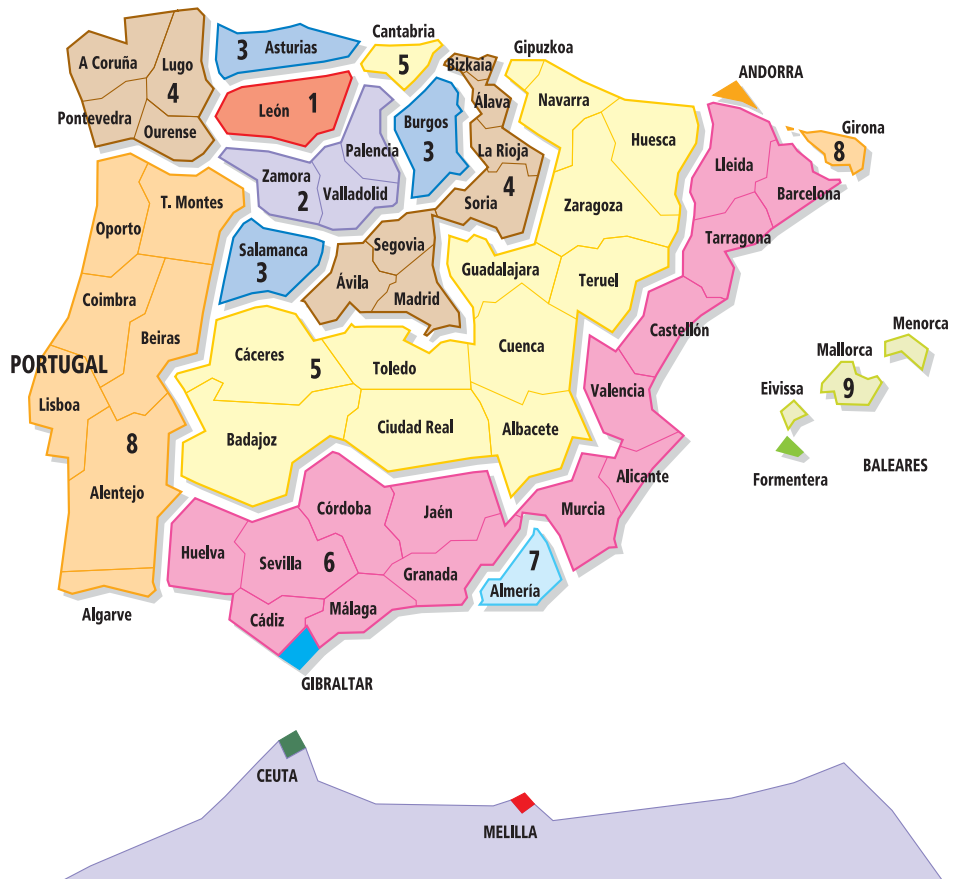 Cantabria
5
Gipuzkoa
3 Asturias
A Coruña
Lugo
4
Pontevedra
Ourense
León 1
Bizkaia
Álava
Navarra
ANDORRA
Huesca
Girona
8
Burgos
3
Palencia
Zamora
2
Valladolid
La Rioja
4
Soria
Lleida
Barcelona
Zaragoza
Tarragona
T. Montes
Oporto
Salamanca
3
Segovia
Ávila
Madrid
Guadalajara
Teruel
Coimbra
Beiras
Castellón
Menorca
Mallorca
9
Eivissa
Formentera
BALEARES
PORTUGAL
Cáceres
5
Toledo
Cuenca
Valencia
Lisboa
8
Badajoz
Ciudad Real
Albacete
Alicante
Alentejo
Córdoba
Jaén
Murcia
Huelva
Sevilla
6
Granada
7
Almería
Algarve
Cádiz
Málaga
GIBRALTAR
CEUTA
MELILLA